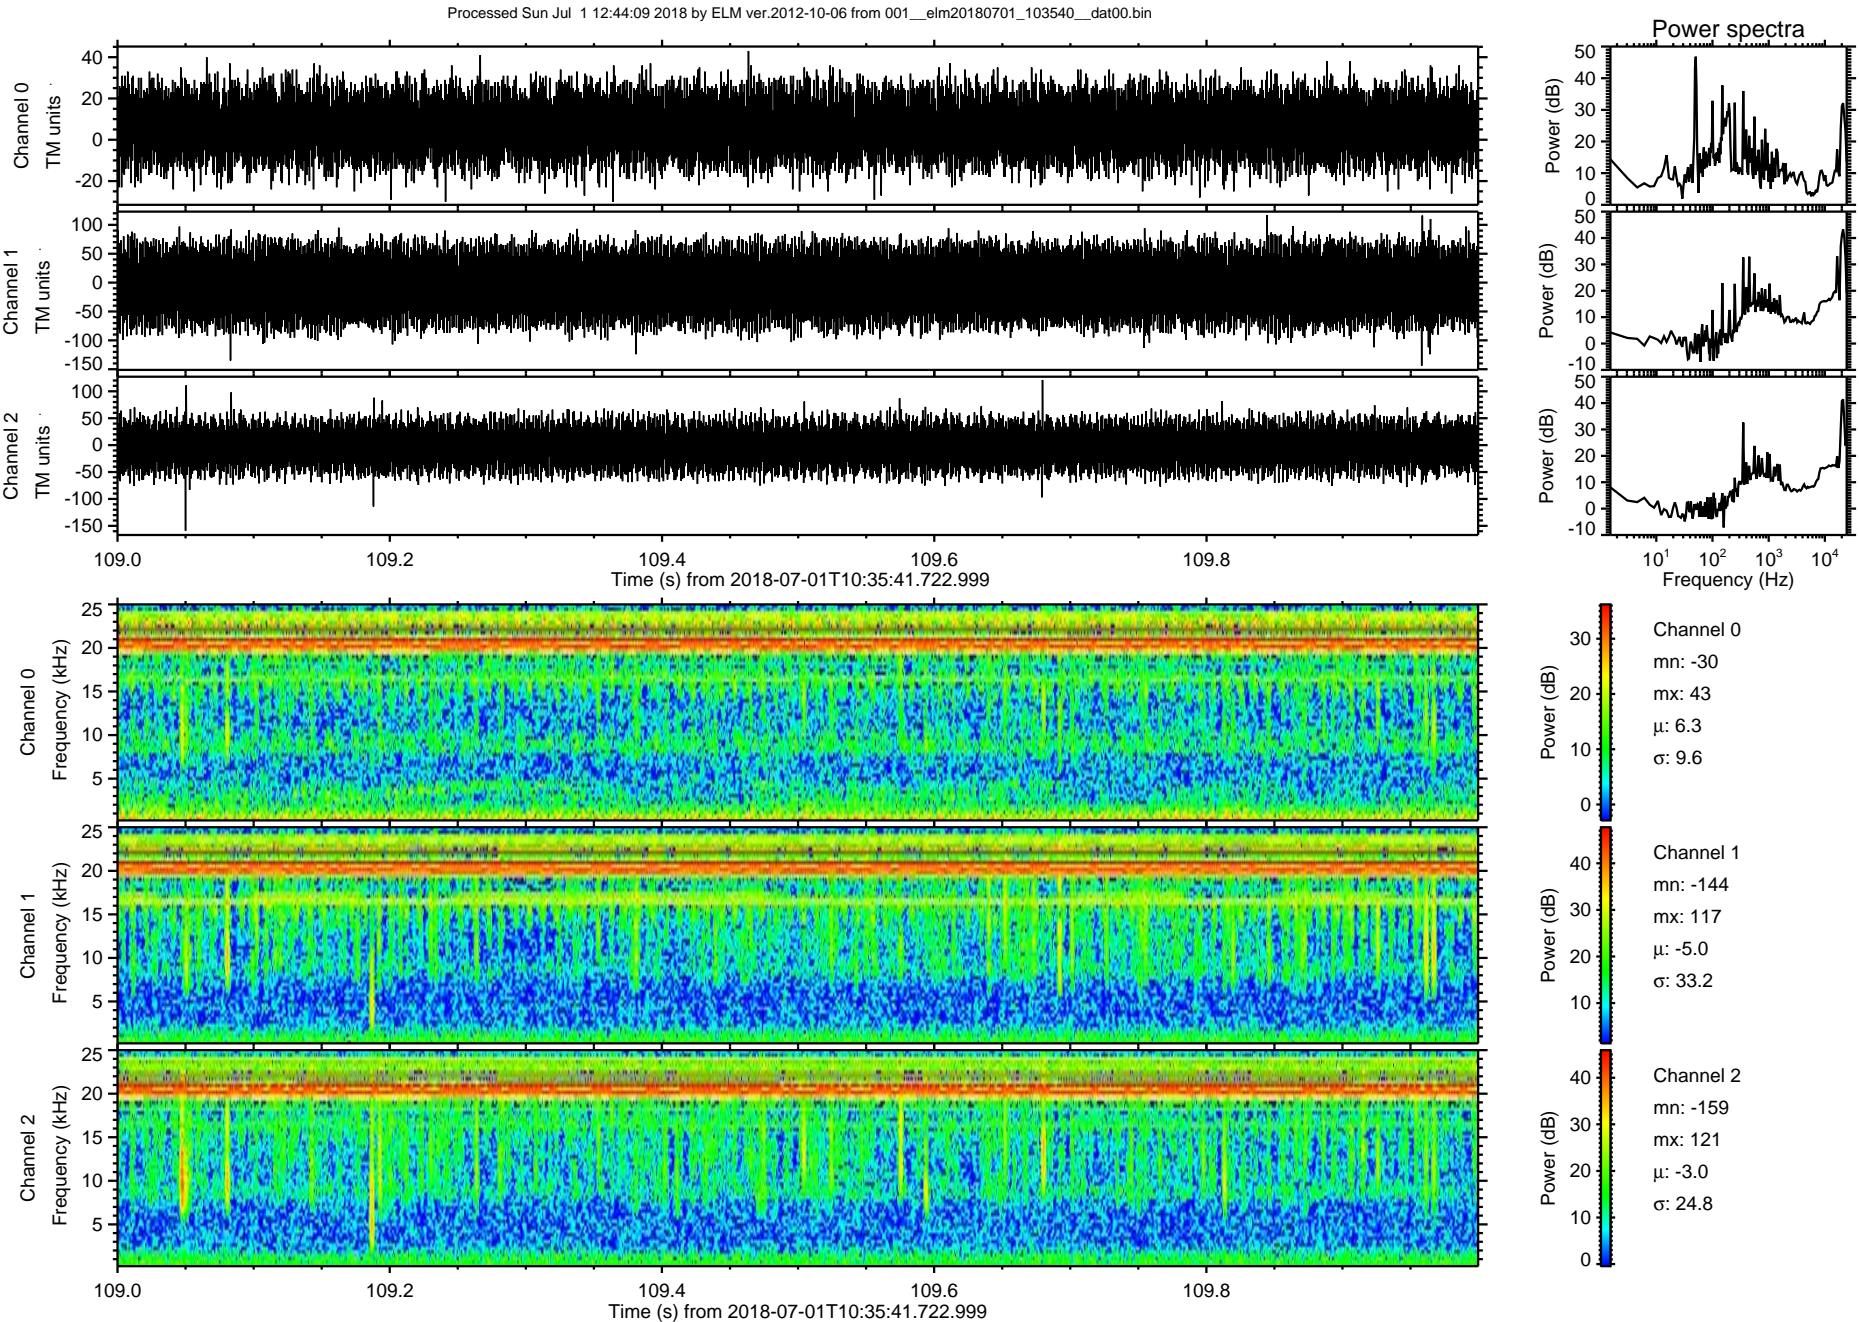 Processed Sun Jul  1 12:44:09 2018 by ELM ver.2012-10-06 from 001__elm20180701_103540__dat00.bin
Power spectra
Channel 0
TM units
40
20
0
-20
Power (dB)
50
40
30
20
10
0
Channel 1
TM units
100
50
0
-50
-100
-150
Power (dB)
50
40
30
20
10
0
-10
Channel 2
TM units
100
50
0
-50
-100
-150
Power (dB)
50
40
30
20
10
0
-10
109.0 109.2 109.4 109.6 109.8
Time (s) from 2018-07-01T10:35:41.722.999
10^1 10^2 10^3 10^4
Frequency (Hz)
Channel 0
Frequency (kHz)
25
20
15
10
5
Power (dB)
30
20
10
0
Channel 0
mn: -30
mx: 43
μ: 6.3
σ: 9.6
Channel 1
Frequency (kHz)
25
20
15
10
5
Power (dB)
40
30
20
10
Channel 1
mn: -144
mx: 117
μ: -5.0
σ: 33.2
Channel 2
Frequency (kHz)
25
20
15
10
5
Power (dB)
40
30
20
10
0
Channel 2
mn: -159
mx: 121
μ: -3.0
σ: 24.8
109.0 109.2 109.4 109.6 109.8
Time (s) from 2018-07-01T10:35:41.722.999